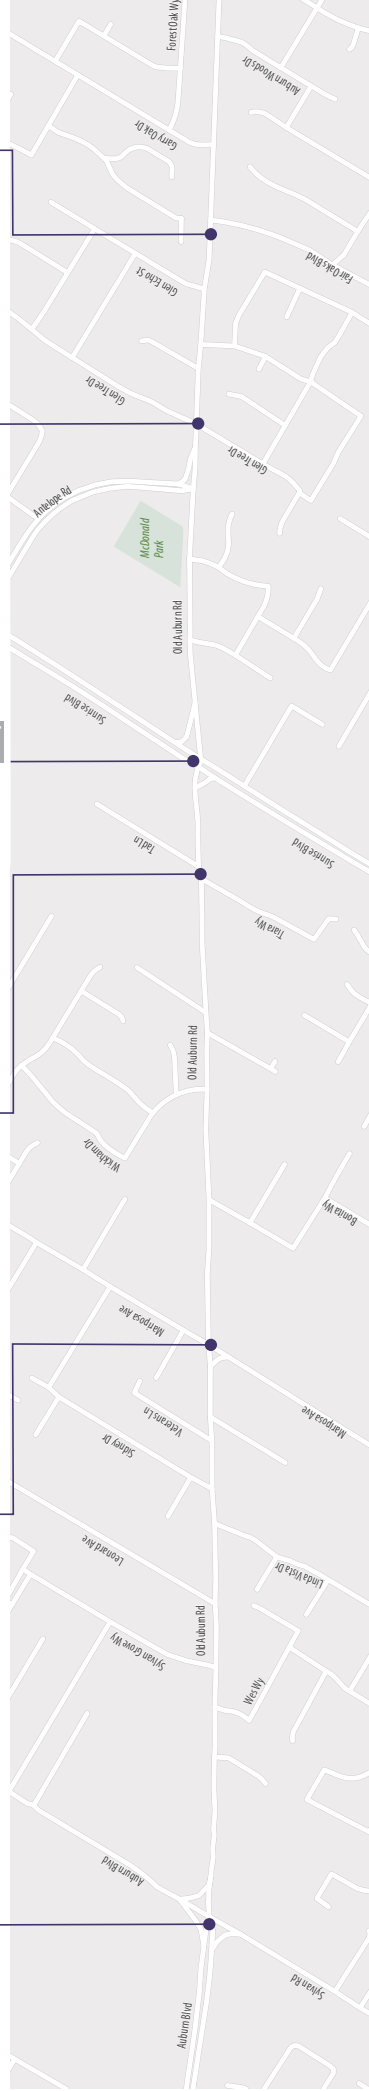 Forest Oak Wy
Auburn Woods Dr
Garry Oak Dr
Fair Oaks Blvd
Glen Echo St
Glen Tree Dr
Glen Tree Dr
Antelope Rd
McDonald
Park
Old Auburn Rd
Sunrise Blvd
Tad Ln
Sunrise Blvd
Tiara Wy
Old Auburn Rd
Wickham Dr
Bonita Wy
Mariposa Ave
Mariposa Ave
Veterans Ln
Sidney Dr
Leonard Ave
Linda Vista Dr
Old Auburn Rd
Sylvan Grove Wy
Wes Wy
Auburn Blvd
Sylvan Rd
Auburn Blvd